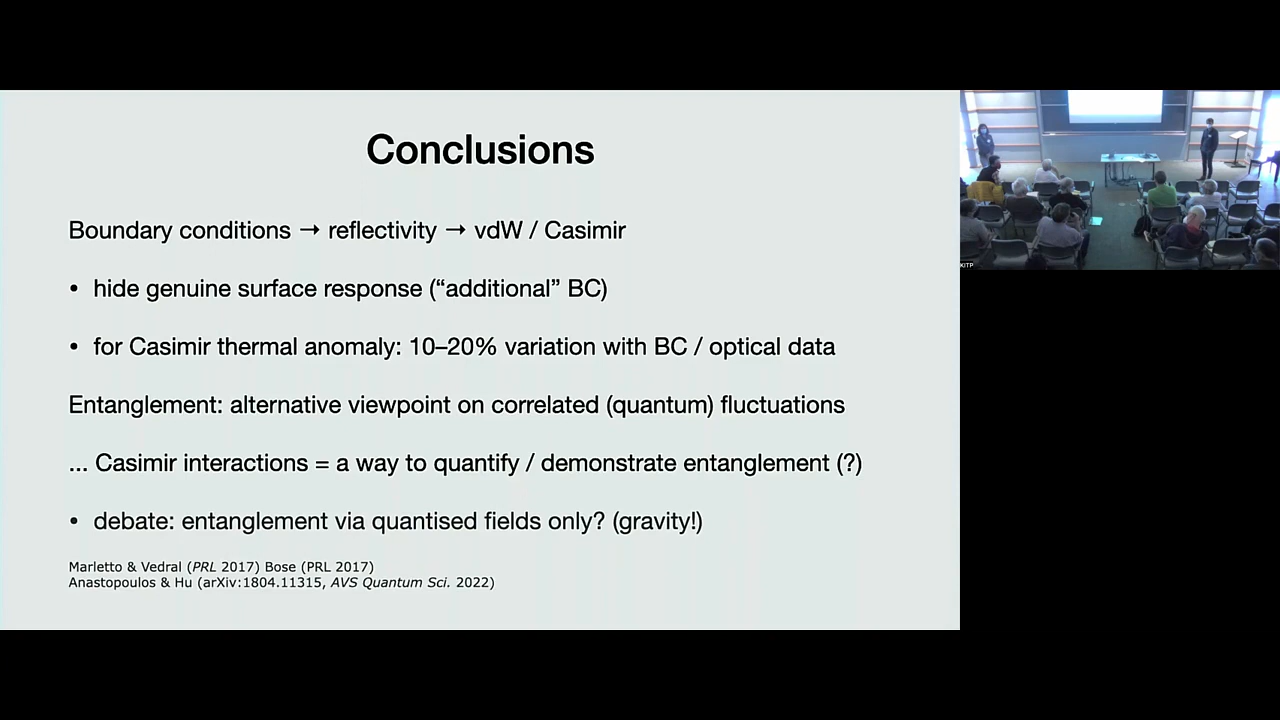 Conclusions
Boundary conditions → reflectivity → vdW / Casimir
• hide genuine surface response (“additional” BC)
• for Casimir thermal anomaly: 10–20% variation with BC / optical data
Entanglement: alternative viewpoint on correlated (quantum) fluctuations
... Casimir interactions = a way to quantify / demonstrate entanglement (?)
• debate: entanglement via quantised fields only? (gravity!)
Marletto & Vedral (PRL 2017) Bose (PRL 2017)
Anastopoulos & Hu (arXiv:1804.11315, AVS Quantum Sci. 2022)
KITP